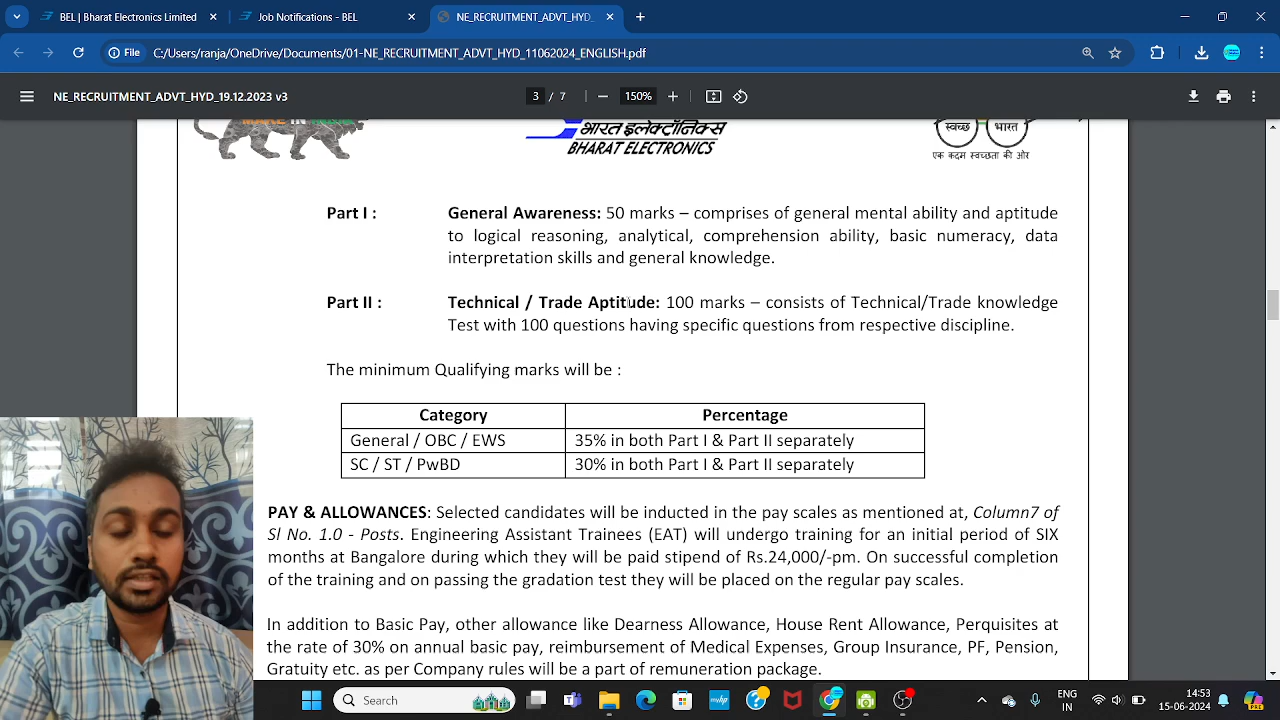 BEL | Bharat Electronics Limited
Job Notifications - BEL
NE_RECRUITMENT_ADVT_HYD_
File
C:/Users/ranja/OneDrive/Documents/01-NE_RECRUITMENT_ADVT_HYD_11062024_ENGLISH.pdf
NE_RECRUITMENT_ADVT_HYD_19.12.2023 v3
3 / 7
150%
भारत इलेक्ट्रॉनिक्स
BHARAT ELECTRONICS
स्वच्छ भारत
एक कदम स्वच्छता की ओर
Part I : General Awareness: 50 marks – comprises of general mental ability and aptitude
to logical reasoning, analytical, comprehension ability, basic numeracy, data
interpretation skills and general knowledge.
Part II : Technical / Trade Aptitude: 100 marks – consists of Technical/Trade knowledge
Test with 100 questions having specific questions from respective discipline.
The minimum Qualifying marks will be :
Category Percentage
General / OBC / EWS 35% in both Part I & Part II separately
SC / ST / PwBD 30% in both Part I & Part II separately
PAY & ALLOWANCES: Selected candidates will be inducted in the pay scales as mentioned at, Column7 of
Sl No. 1.0 - Posts. Engineering Assistant Trainees (EAT) will undergo training for an initial period of SIX
months at Bangalore during which they will be paid stipend of Rs.24,000/-pm. On successful completion
of the training and on passing the gradation test they will be placed on the regular pay scales.
In addition to Basic Pay, other allowance like Dearness Allowance, House Rent Allowance, Perquisites at
the rate of 30% on annual basic pay, reimbursement of Medical Expenses, Group Insurance, PF, Pension,
Gratuity etc. as per Company rules will be a part of remuneration package.
Search
myhp
ENG
IN
14:53
15-06-2024